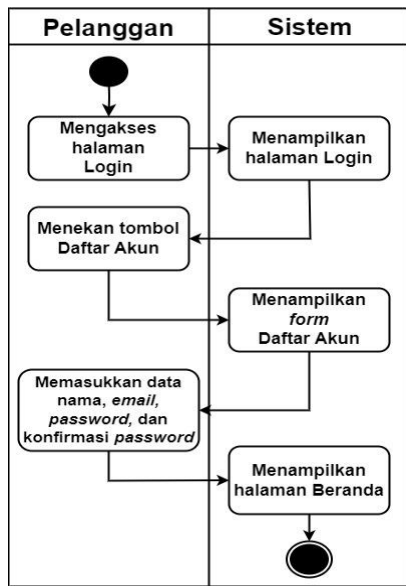 Pelanggan
Sistem
Mengakses
halaman
Login
Menampilkan
halaman Login
Menekan tombol
Daftar Akun
Menampilkan
form
Daftar Akun
Memasukkan data
nama, email,
password, dan
konfirmasi password
Menampilkan
halaman Beranda